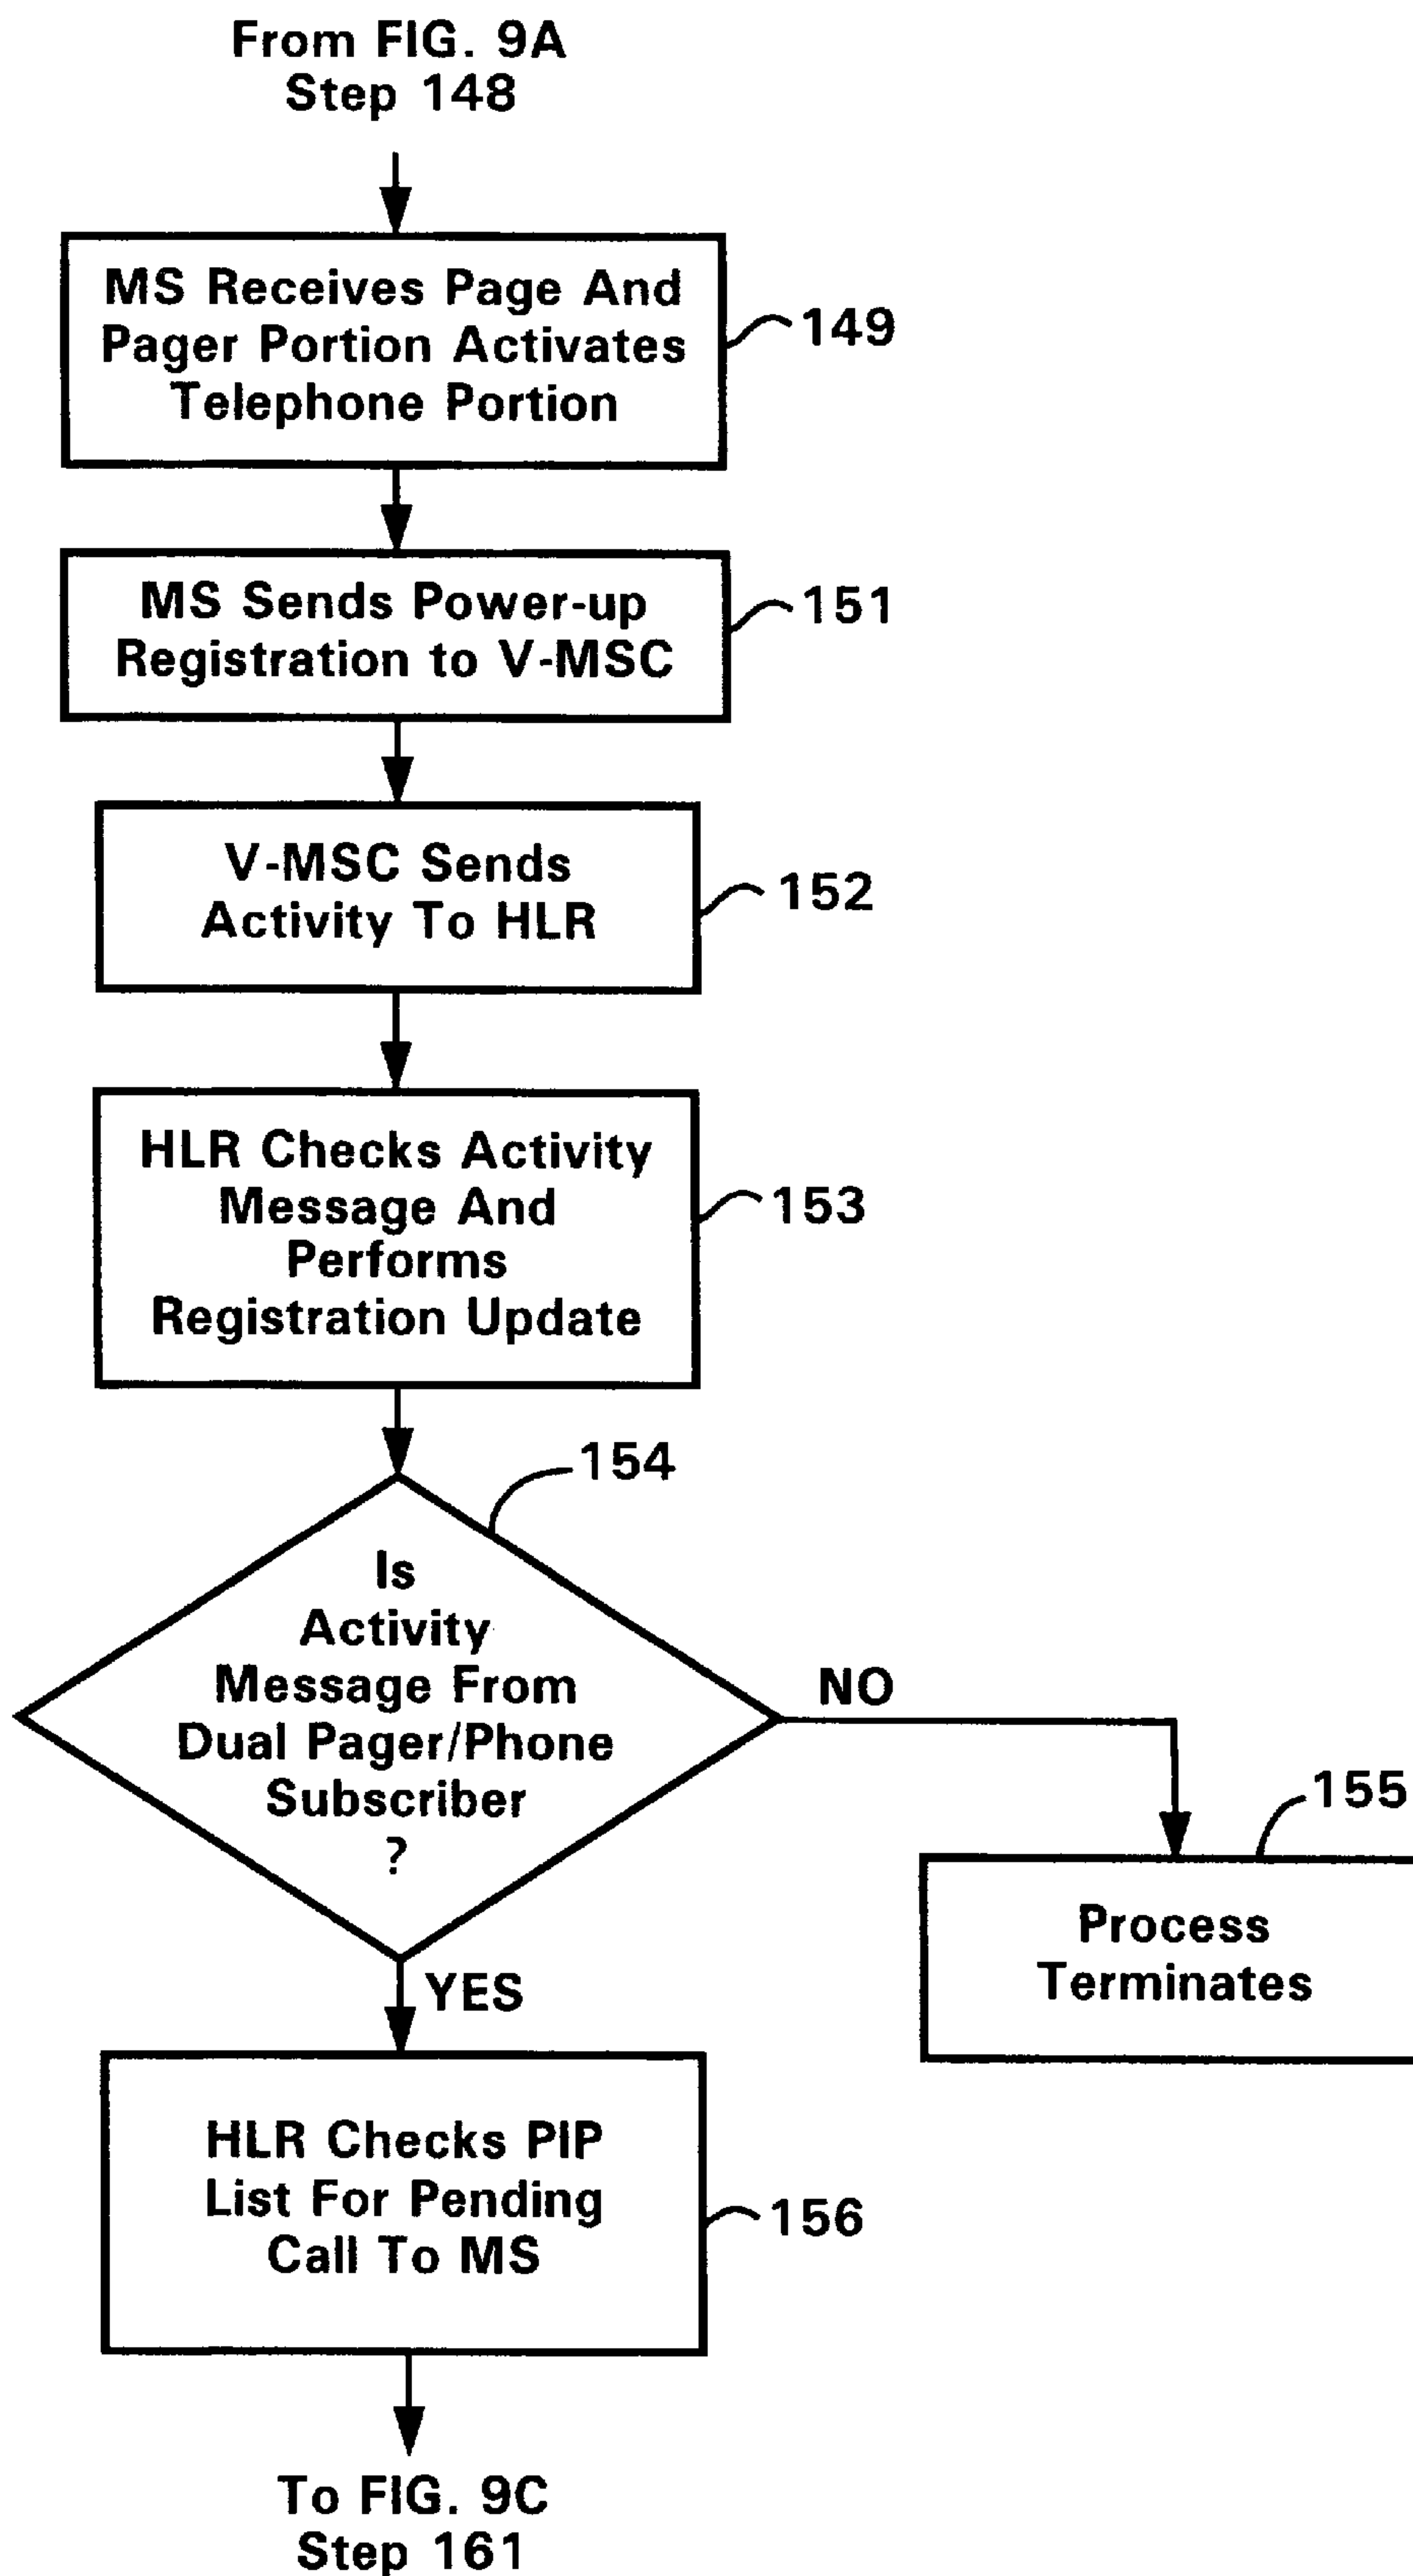 From FIG. 9A
Step 148
MS Receives Page And
Pager Portion Activates
Telephone Portion
149
MS Sends Power-up
Registration to V-MSC
151
V-MSC Sends
Activity To HLR
152
HLR Checks Activity
Message And
Performs
Registration Update
153
154
Is
Activity
Message From
Dual Pager/Phone
Subscriber
?
NO
155
Process
Terminates
YES
HLR Checks PIP
List For Pending
Call To MS
156
To FIG. 9C
Step 161